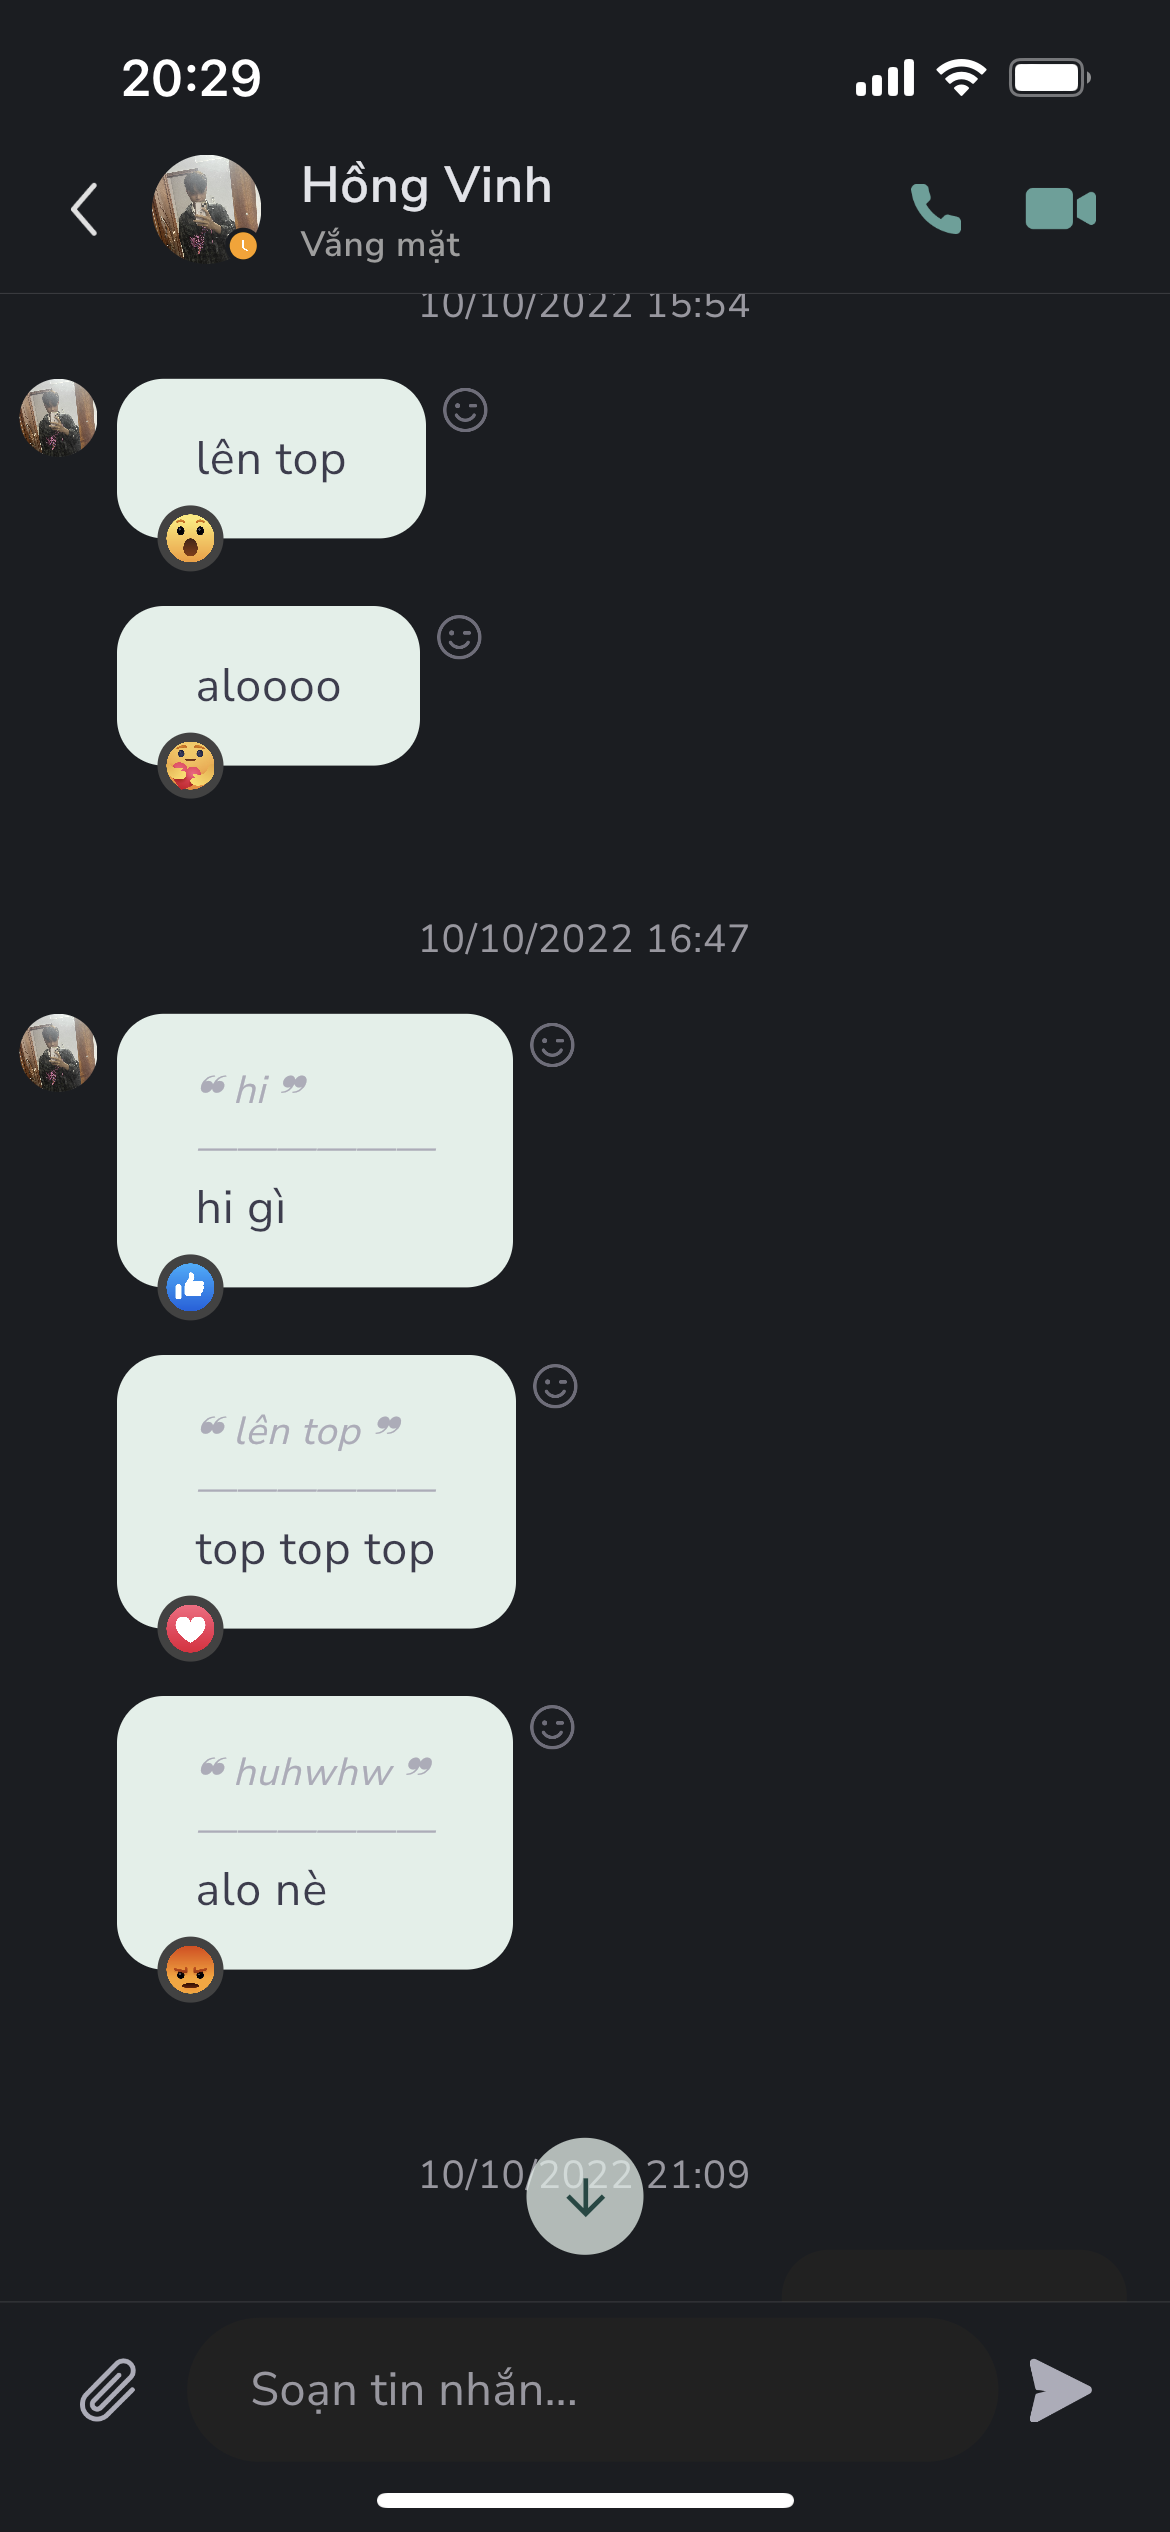 20:29
Hồng Vinh
Vắng mặt
10/10/2022 15:54
lên top
aloooo
10/10/2022 16:47
❝ hi ❞
hi gì
❝ lên top ❞
top top top
❝ huhwhw ❞
alo nè
10/10/2022 21:09
Soạn tin nhắn...